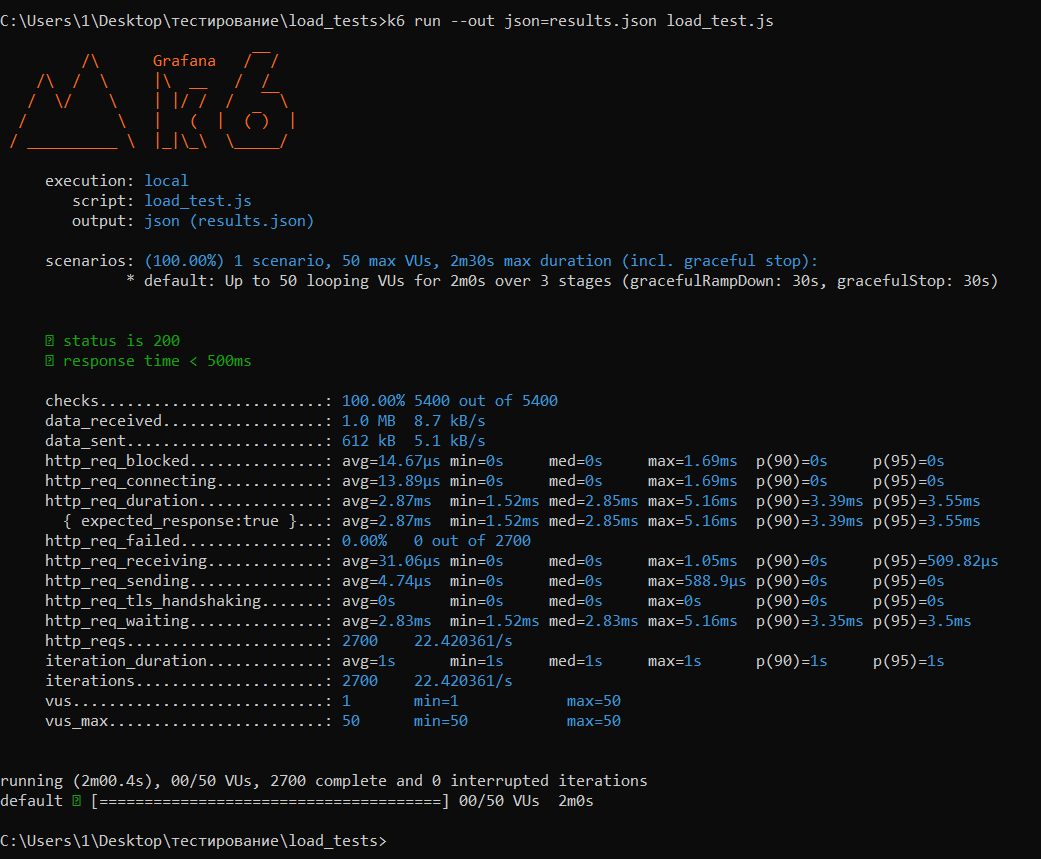 C:\Users\1\Desktop\тестирование\load_tests>k6 run --out json=results.json load_test.js
Grafana
execution: local
script: load_test.js
output: json (results.json)
scenarios: (100.00%) 1 scenario, 50 max VUs, 2m30s max duration (incl. graceful stop):
* default: Up to 50 looping VUs for 2m0s over 3 stages (gracefulRampDown: 30s, gracefulStop: 30s)
status is 200
response time < 500ms
checks.........................: 100.00% 5400 out of 5400
data_received..................: 1.0 MB 8.7 kB/s
data_sent......................: 612 kB 5.1 kB/s
http_req_blocked...............: avg=14.67µs min=0s med=0s max=1.69ms p(90)=0s p(95)=0s
http_req_connecting............: avg=13.89µs min=0s med=0s max=1.69ms p(90)=0s p(95)=0s
http_req_duration..............: avg=2.87ms min=1.52ms med=2.85ms max=5.16ms p(90)=3.39ms p(95)=3.55ms
{ expected_response:true }...: avg=2.87ms min=1.52ms med=2.85ms max=5.16ms p(90)=3.39ms p(95)=3.55ms
http_req_failed................: 0.00% 0 out of 2700
http_req_receiving.............: avg=31.06µs min=0s med=0s max=1.05ms p(90)=0s p(95)=509.82µs
http_req_sending...............: avg=4.74µs min=0s med=0s max=588.9µs p(90)=0s p(95)=0s
http_req_tls_handshaking.......: avg=0s min=0s med=0s max=0s p(90)=0s p(95)=0s
http_req_waiting...............: avg=2.83ms min=1.52ms med=2.83ms max=5.16ms p(90)=3.35ms p(95)=3.5ms
http_reqs......................: 2700 22.420361/s
iteration_duration.............: avg=1s min=1s med=1s max=1s p(90)=1s p(95)=1s
iterations.....................: 2700 22.420361/s
vus............................: 1 min=1 max=50
vus_max........................: 50 min=50 max=50
running (2m00.4s), 00/50 VUs, 2700 complete and 0 interrupted iterations
default [======================================] 00/50 VUs 2m0s
C:\Users\1\Desktop\тестирование\load_tests>